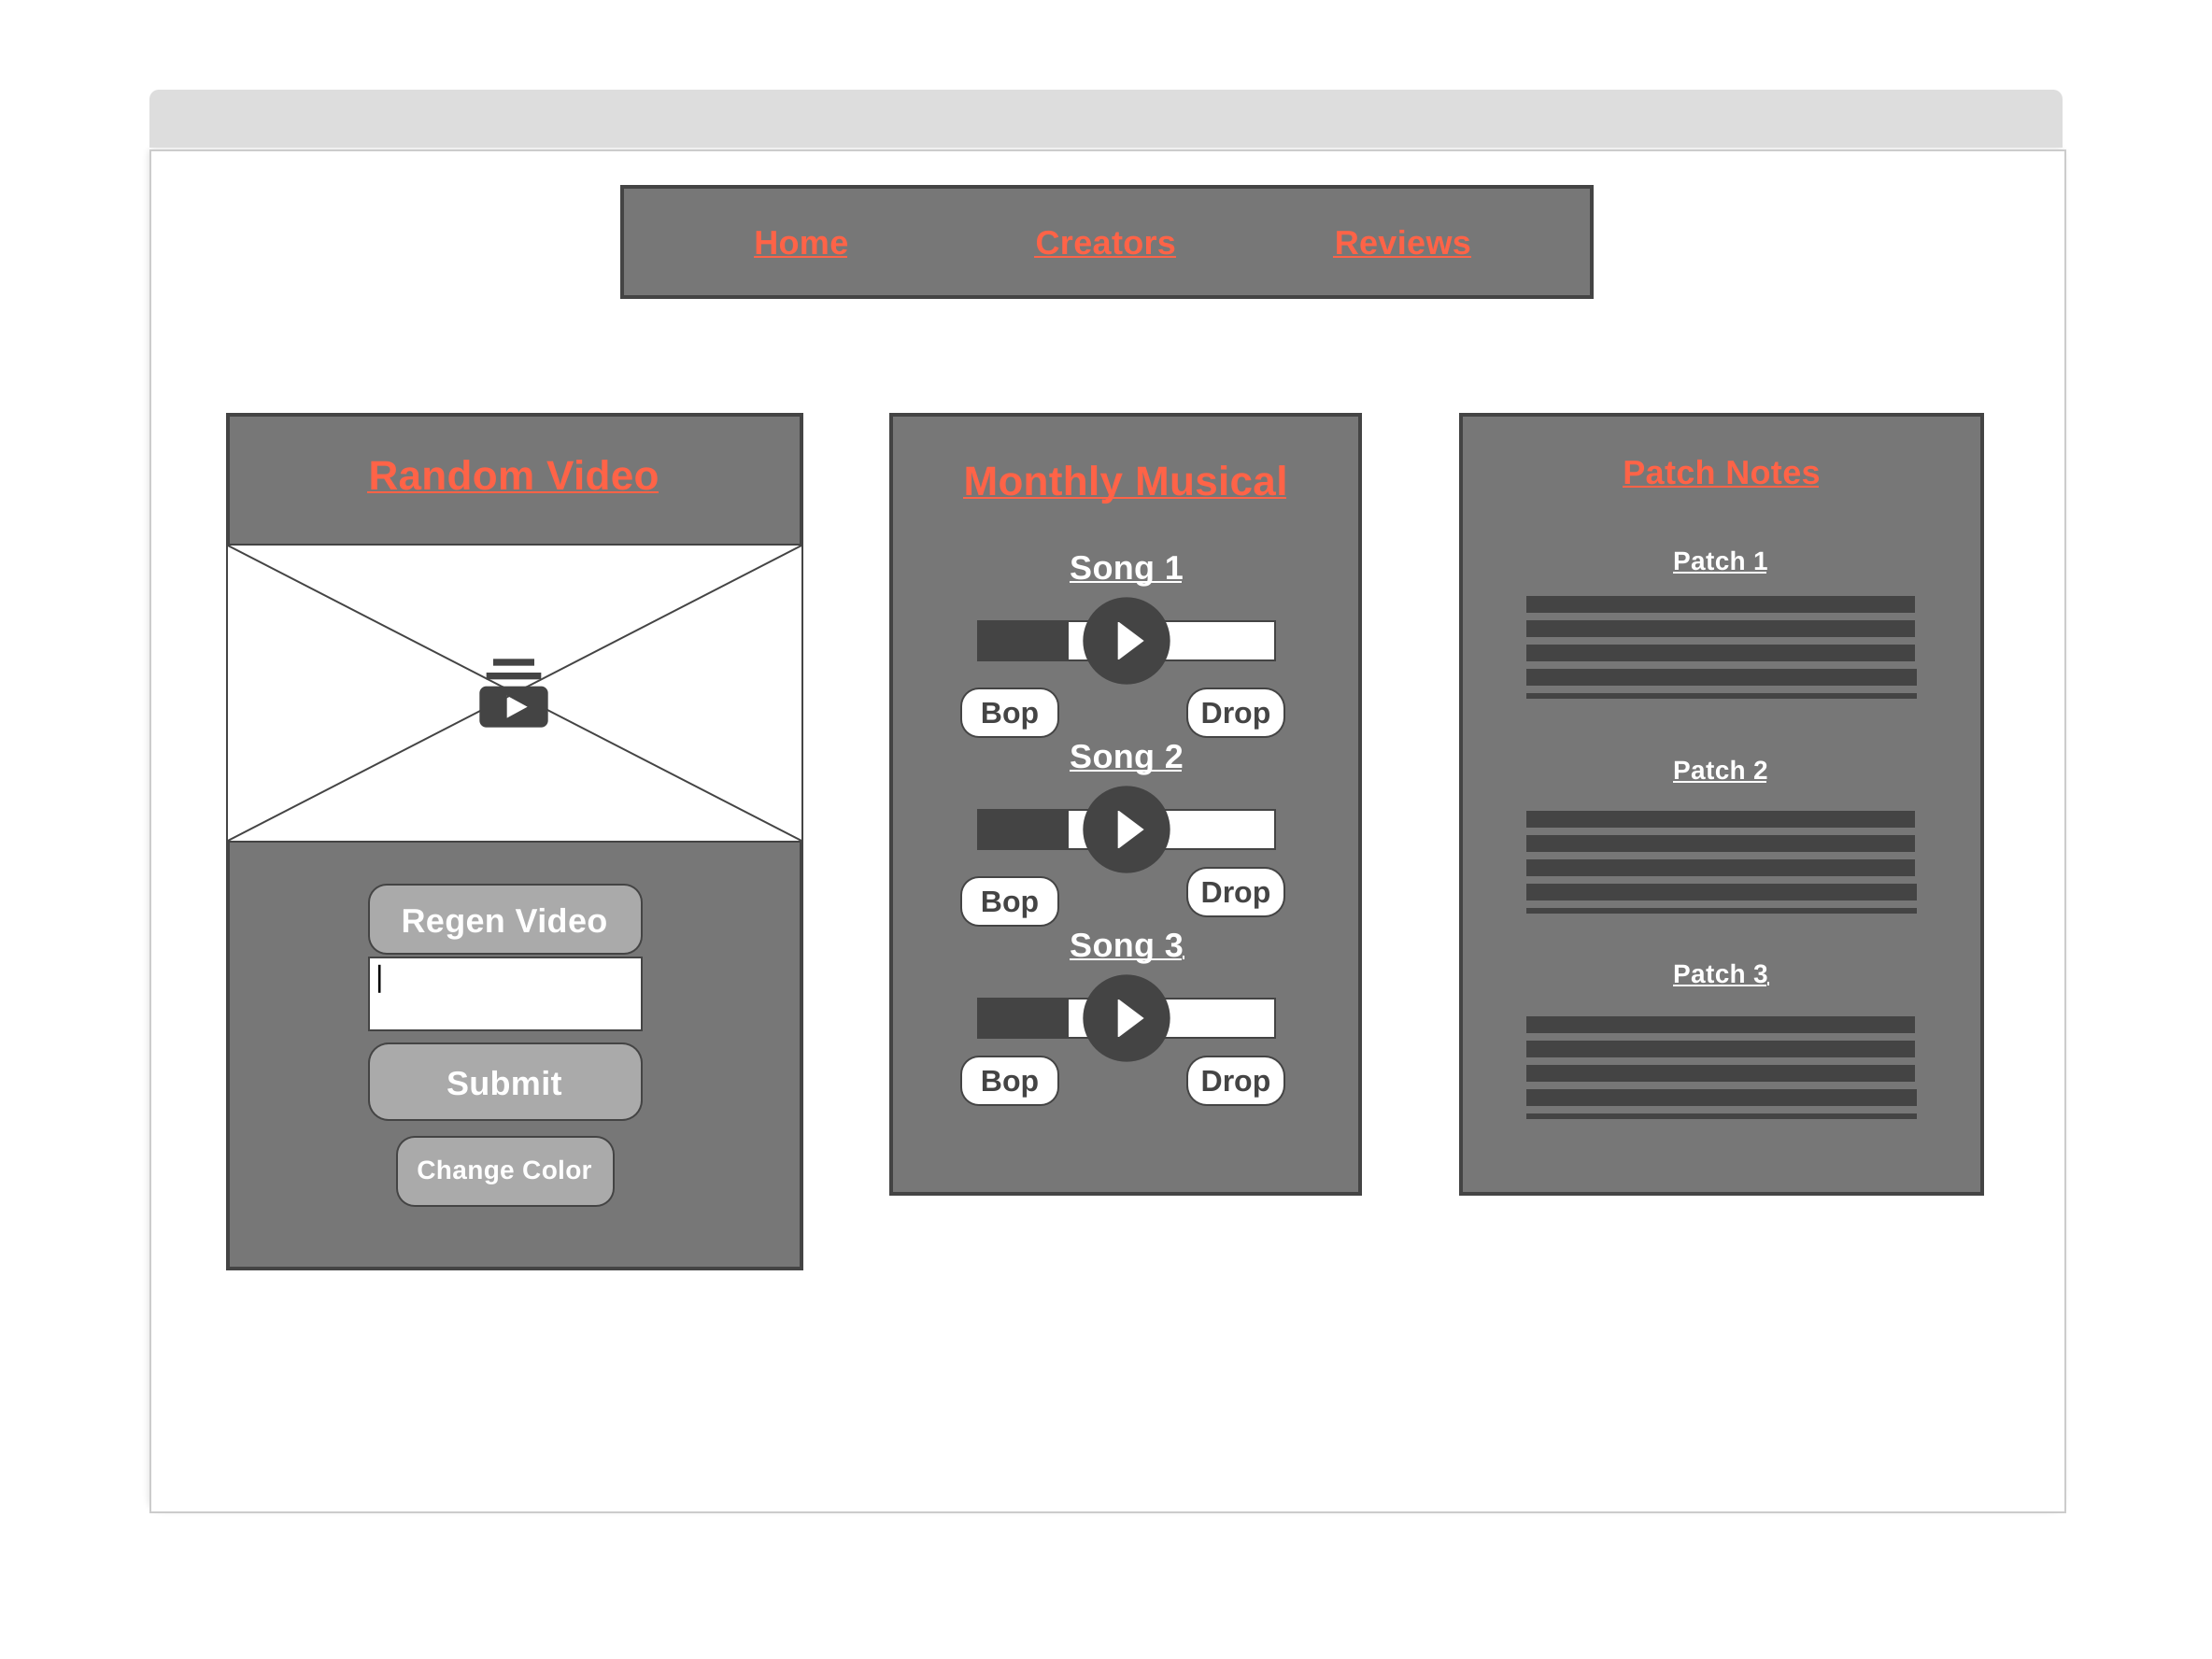 Home
Creators
Reviews
Random Video
Regen Video
Submit
Change Color
Monthly Musical
Song 1
Bop
Drop
Song 2
Bop
Drop
Song 3
Bop
Drop
Patch Notes
Patch 1
Patch 2
Patch 3